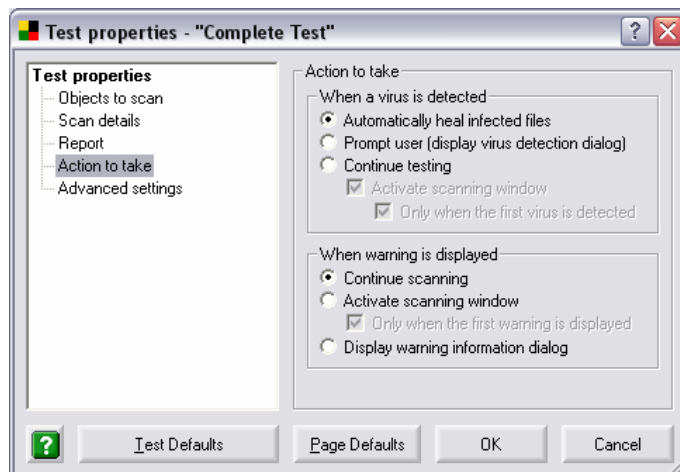 Test properties - "Complete Test"
Test properties
Objects to scan
Scan details
Report
Action to take
Advanced settings
Action to take
When a virus is detected
Automatically heal infected files
Prompt user (display virus detection dialog)
Continue testing
Activate scanning window
Only when the first virus is detected
When warning is displayed
Continue scanning
Activate scanning window
Only when the first warning is displayed
Display warning information dialog
Test Defaults
Page Defaults
OK
Cancel